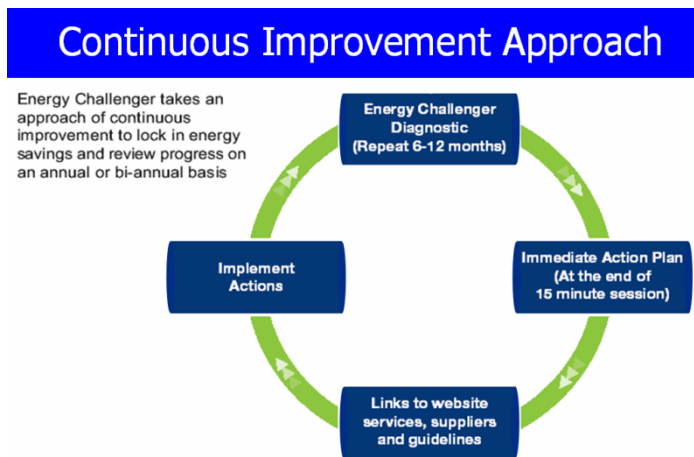 Continuous Improvement Approach
Energy Challenger takes an
approach of continuous
improvement to lock in energy
savings and review progress on
an annual or bi-annual basis
Energy Challenger
Diagnostic
(Repeat 6-12 months)
Immediate Action Plan
(At the end of
15 minute session)
Links to website
services, suppliers
and guidelines
Implement
Actions